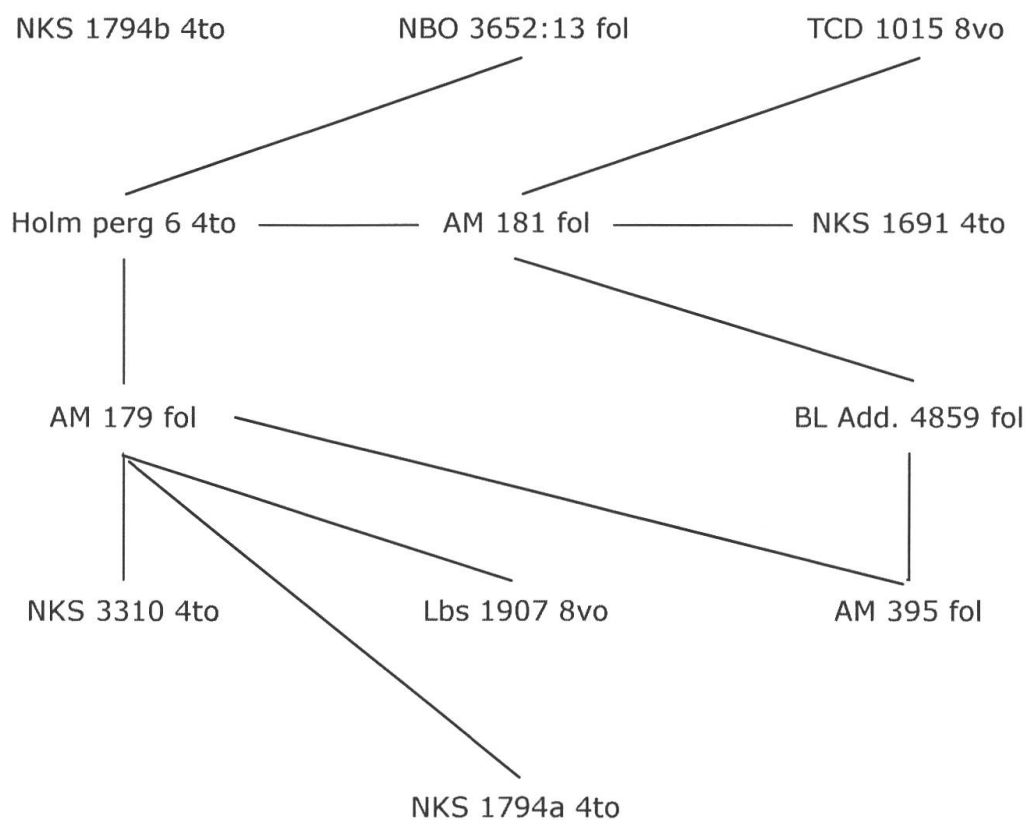 NKS 1794b 4to
NBO 3652:13 fol
TCD 1015 8vo
Holm perg 6 4to
AM 181 fol
NKS 1691 4to
AM 179 fol
BL Add. 4859 fol
NKS 3310 4to
Lbs 1907 8vo
AM 395 fol
NKS 1794a 4to